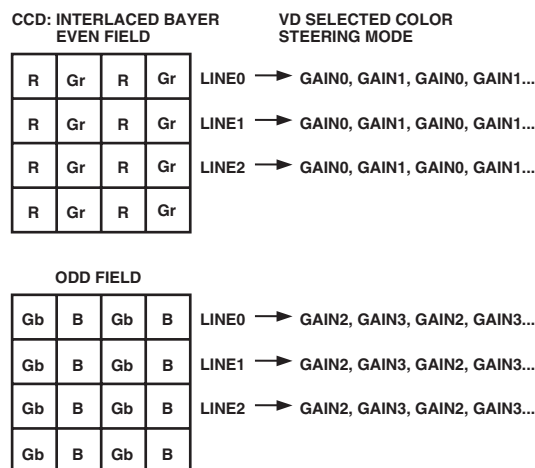 CCD: INTERLACED BAYER
EVEN FIELD
VD SELECTED COLOR
STEERING MODE
R Gr R Gr LINE0 GAIN0, GAIN1, GAIN0, GAIN1...
R Gr R Gr LINE1 GAIN0, GAIN1, GAIN0, GAIN1...
R Gr R Gr LINE2 GAIN0, GAIN1, GAIN0, GAIN1...
R Gr R Gr
ODD FIELD
Gb B Gb B LINE0 GAIN2, GAIN3, GAIN2, GAIN3...
Gb B Gb B LINE1 GAIN2, GAIN3, GAIN2, GAIN3...
Gb B Gb B LINE2 GAIN2, GAIN3, GAIN2, GAIN3...
Gb B Gb B